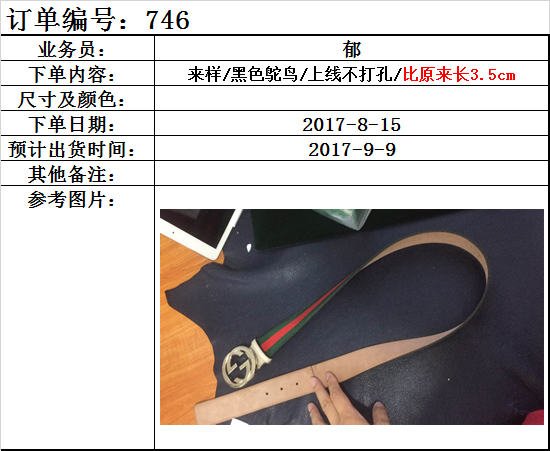 订单编号：746
业务员： 郁
下单内容： 来样/黑色鸵鸟/上线不打孔/比原来长3.5cm
尺寸及颜色：
下单日期： 2017-8-15
预计出货时间： 2017-9-9
其他备注：
参考图片：